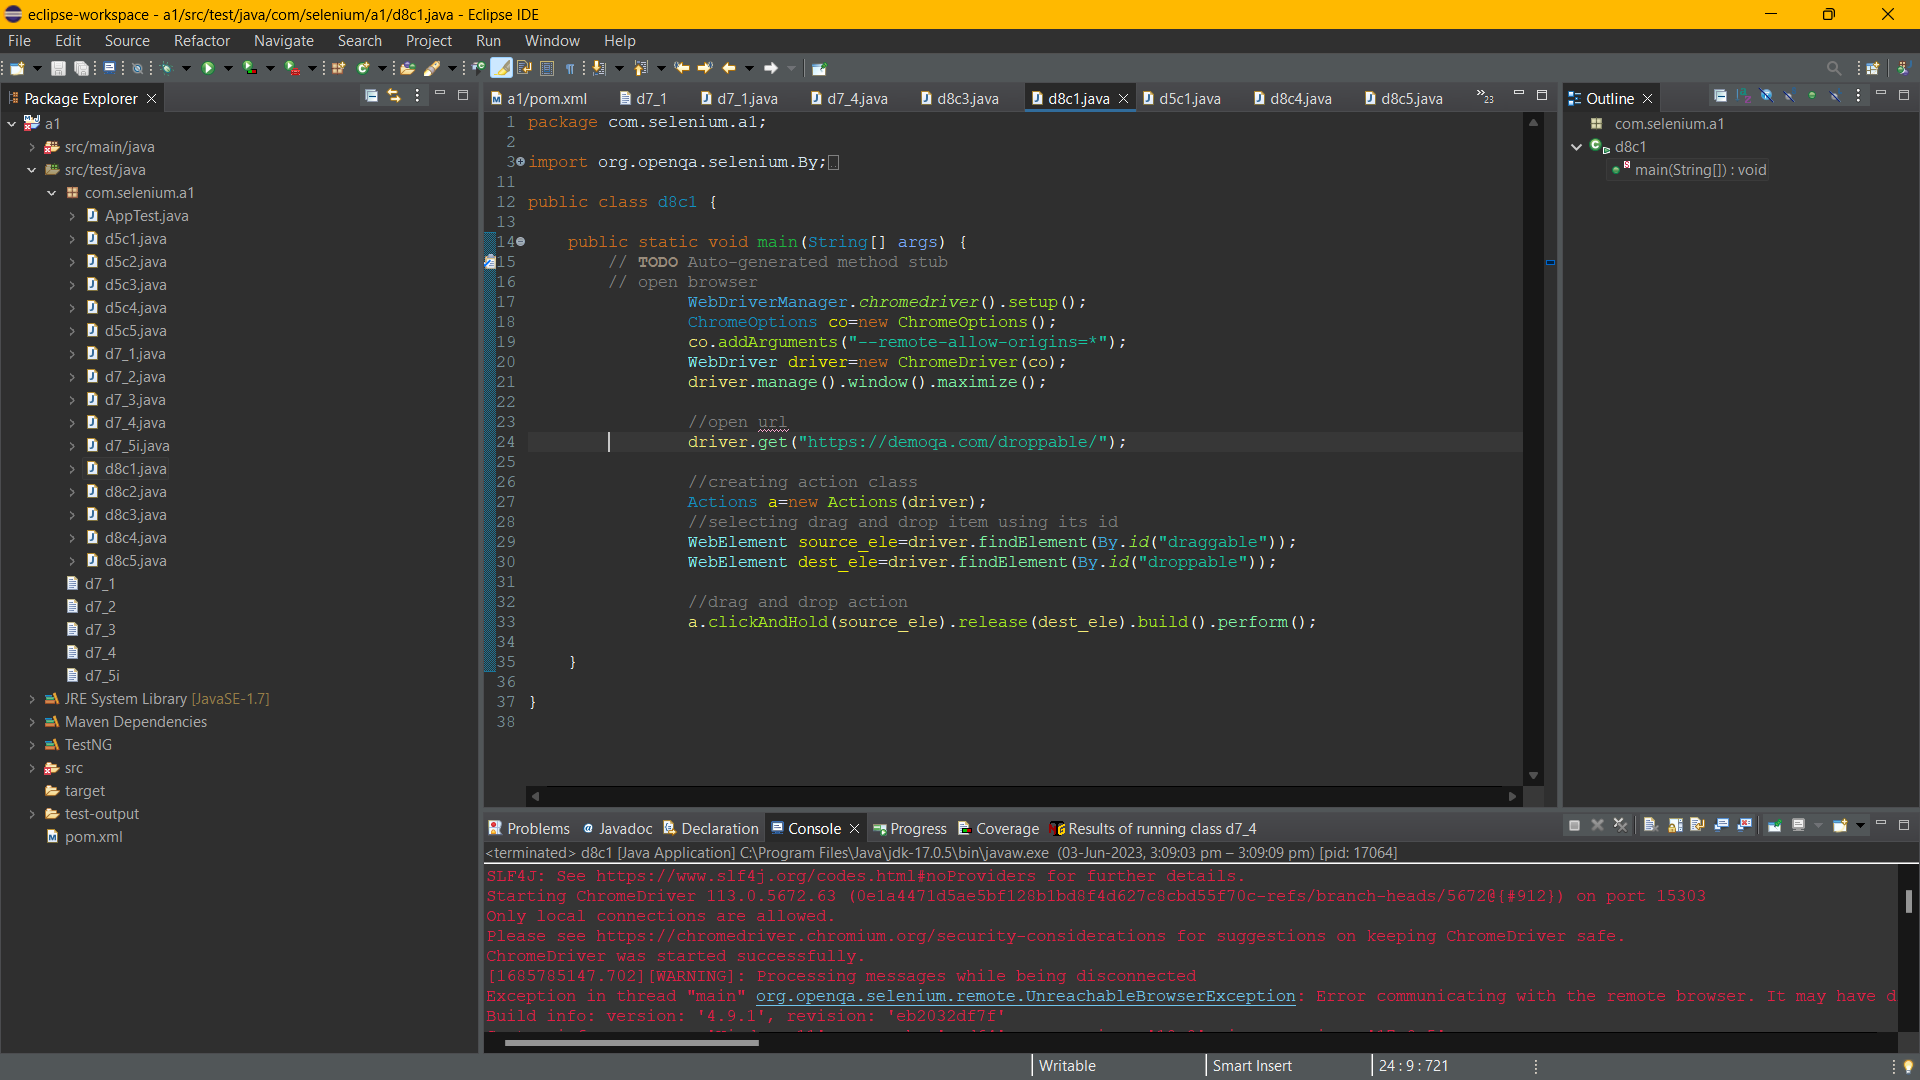 eclipse-workspace - a1/src/test/java/com/selenium/a1/d8c1.java - Eclipse IDE
File Edit Source Refactor Navigate Search Project Run Window Help
Package Explorer
a1
src/main/java
src/test/java
com.selenium.a1
AppTest.java
d5c1.java
d5c2.java
d5c3.java
d5c4.java
d5c5.java
d7_1.java
d7_2.java
d7_3.java
d7_4.java
d7_5i.java
d8c1.java
d8c2.java
d8c3.java
d8c4.java
d8c5.java
d7_1
d7_2
d7_3
d7_4
d7_5i
JRE System Library [JavaSE-1.7]
Maven Dependencies
TestNG
src
target
test-output
pom.xml
a1/pom.xml d7_1 d7_1.java d7_4.java d8c3.java d8c1.java d5c1.java d8c4.java d8c5.java »23
1 package com.selenium.a1;
2
3 import org.openqa.selenium.By;
11
12 public class d8c1 {
13
14 public static void main(String[] args) {
15 // TODO Auto-generated method stub
16 // open browser
17 WebDriverManager.chromedriver().setup();
18 ChromeOptions co=new ChromeOptions();
19 co.addArguments("--remote-allow-origins=*");
20 WebDriver driver=new ChromeDriver(co);
21 driver.manage().window().maximize();
22
23 //open url
24 driver.get("https://demoqa.com/droppable/");
25
26 //creating action class
27 Actions a=new Actions(driver);
28 //selecting drag and drop item using its id
29 WebElement source_ele=driver.findElement(By.id("draggable"));
30 WebElement dest_ele=driver.findElement(By.id("droppable"));
31
32 //drag and drop action
33 a.clickAndHold(source_ele).release(dest_ele).build().perform();
34
35 }
36
37 }
38
Outline
com.selenium.a1
d8c1
main(String[]) : void
Problems Javadoc Declaration Console Progress Coverage Results of running class d7_4
<terminated> d8c1 [Java Application] C:\Program Files\Java\jdk-17.0.5\bin\javaw.exe (03-Jun-2023, 3:09:03 pm – 3:09:09 pm) [pid: 17064]
SLF4J: See https://www.slf4j.org/codes.html#noProviders for further details.
Starting ChromeDriver 113.0.5672.63 (0e1a4471d5ae5bf128b1bd8f4d627c8cbd55f70c-refs/branch-heads/5672@{#912}) on port 15303
Only local connections are allowed.
Please see https://chromedriver.chromium.org/security-considerations for suggestions on keeping ChromeDriver safe.
ChromeDriver was started successfully.
[1685785147.702][WARNING]: Processing messages while being disconnected
Exception in thread "main" org.openqa.selenium.remote.UnreachableBrowserException: Error communicating with the remote browser. It may have d
Build info: version: '4.9.1', revision: 'eb2032df7f'
Writable Smart Insert 24 : 9 : 721